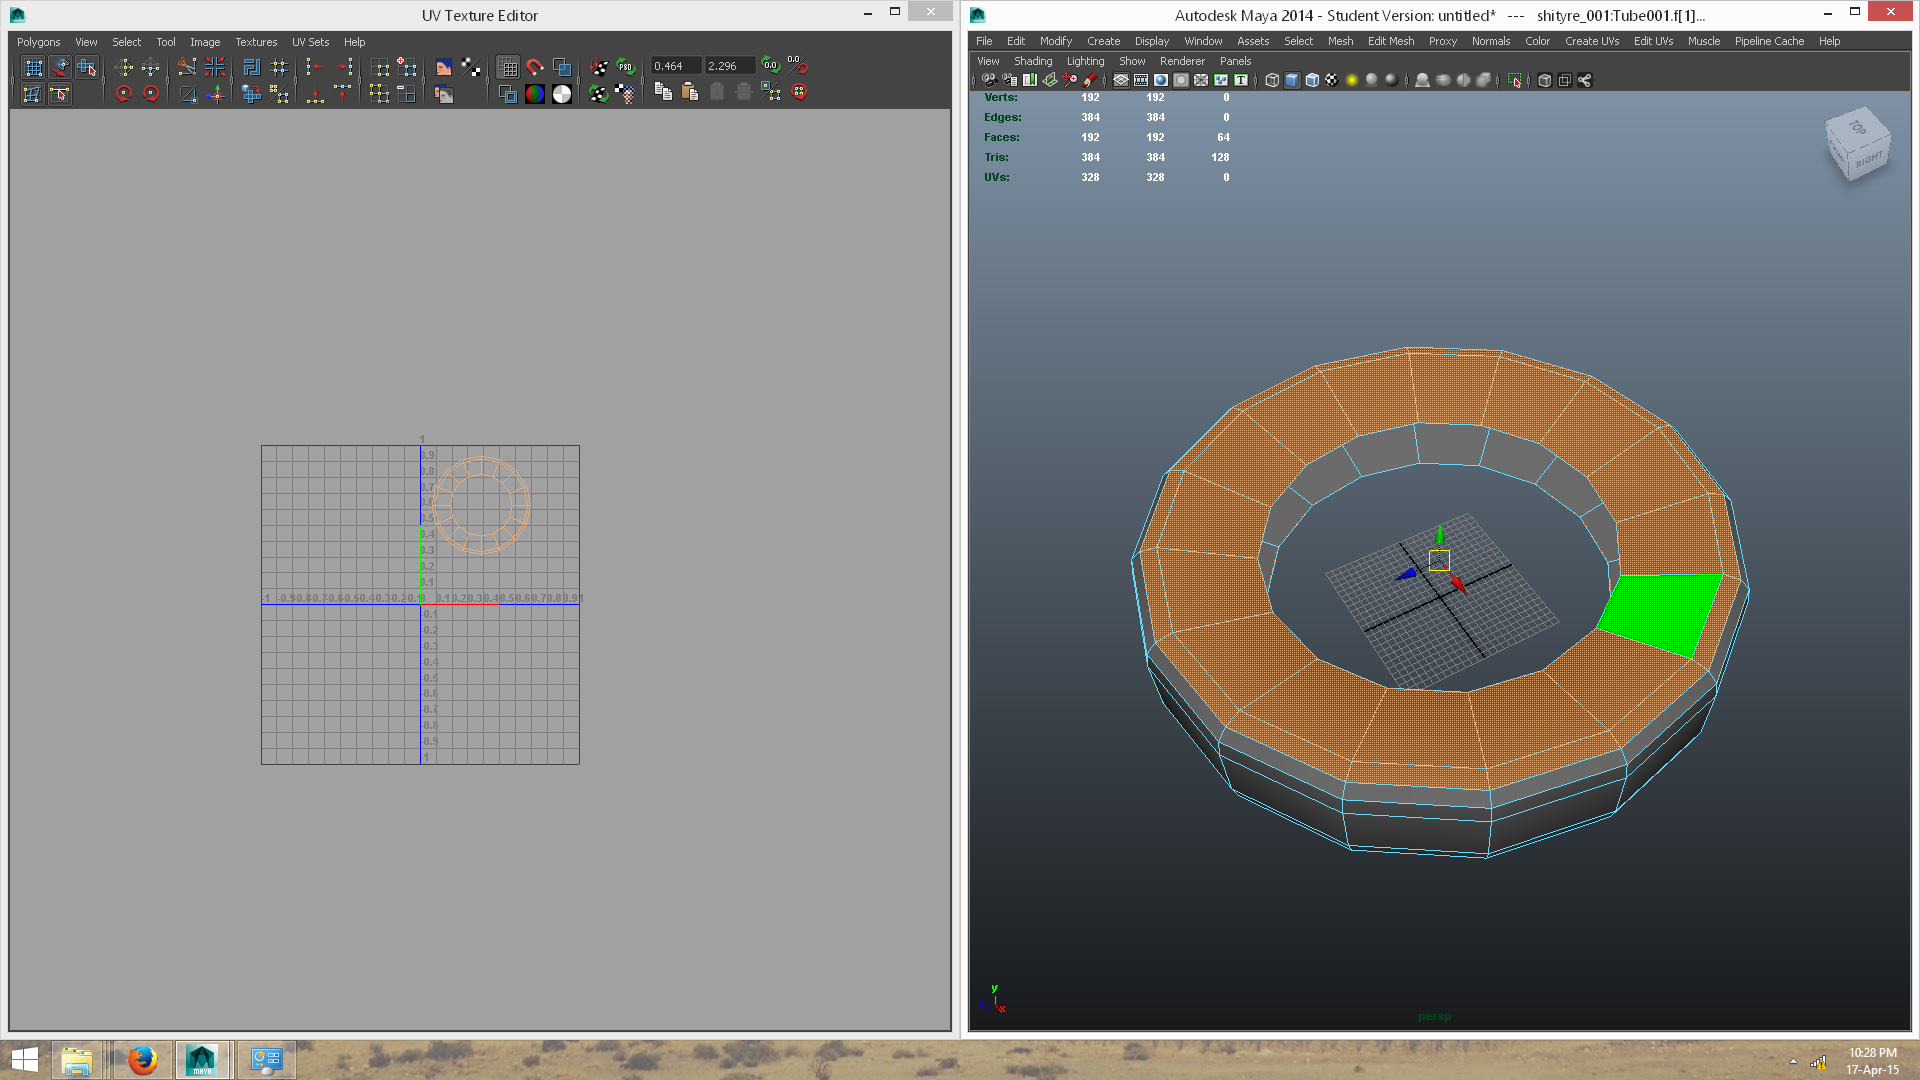 UV Texture Editor
Polygons View Select Tool Image Textures UV Sets Help
0.464 2.296
PSD
0.0 0.0
1
0.9
0.8
0.7
0.6
0.5
0.4
0.3
0.2
0.1
-1 -0.9 -0.8 -0.7 -0.6 -0.5 -0.4 -0.3 -0.2 -0.1 0 0.1 0.2 0.3 0.4 0.5 0.6 0.7 0.8 0.9 1
-0.1
-0.2
-0.3
-0.4
-0.5
-0.6
-0.7
-0.8
-0.9
-1
Autodesk Maya 2014 - Student Version: untitled* --- shityre_001:Tube001.f[1]...
File Edit Modify Create Display Window Assets Select Mesh Edit Mesh Proxy Normals Color Create UVs Edit UVs Muscle Pipeline Cache Help
View Shading Lighting Show Renderer Panels
Verts: 192 192 0
Edges: 384 384 0
Faces: 192 192 64
Tris: 384 384 128
UVs: 328 328 0
TOP
RIGHT
y
x
persp
MAYA
10:28 PM
17-Apr-15